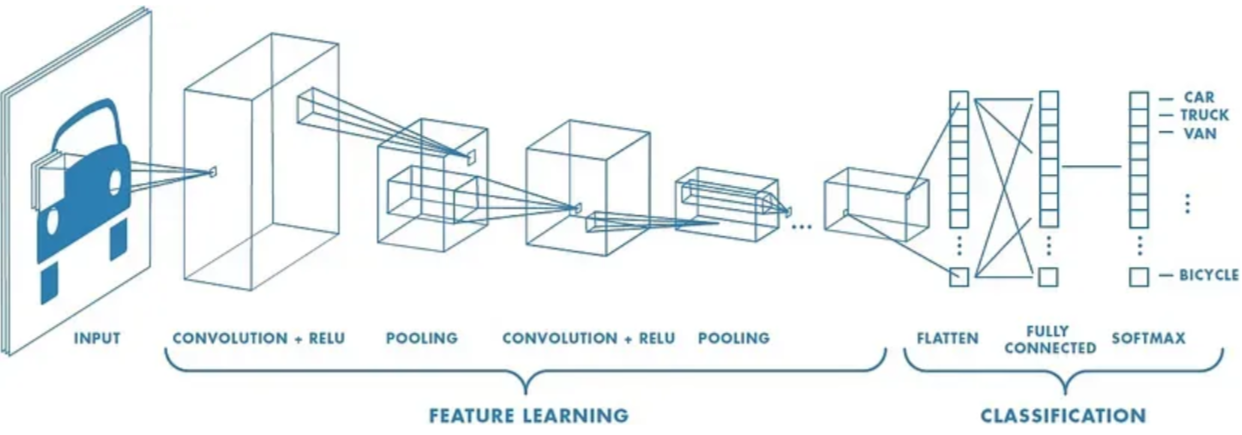 CAR
TRUCK
VAN
BICYCLE
INPUT
CONVOLUTION + RELU
POOLING
CONVOLUTION + RELU
POOLING
FLATTEN
FULLY
CONNECTED
SOFTMAX
FEATURE LEARNING
CLASSIFICATION